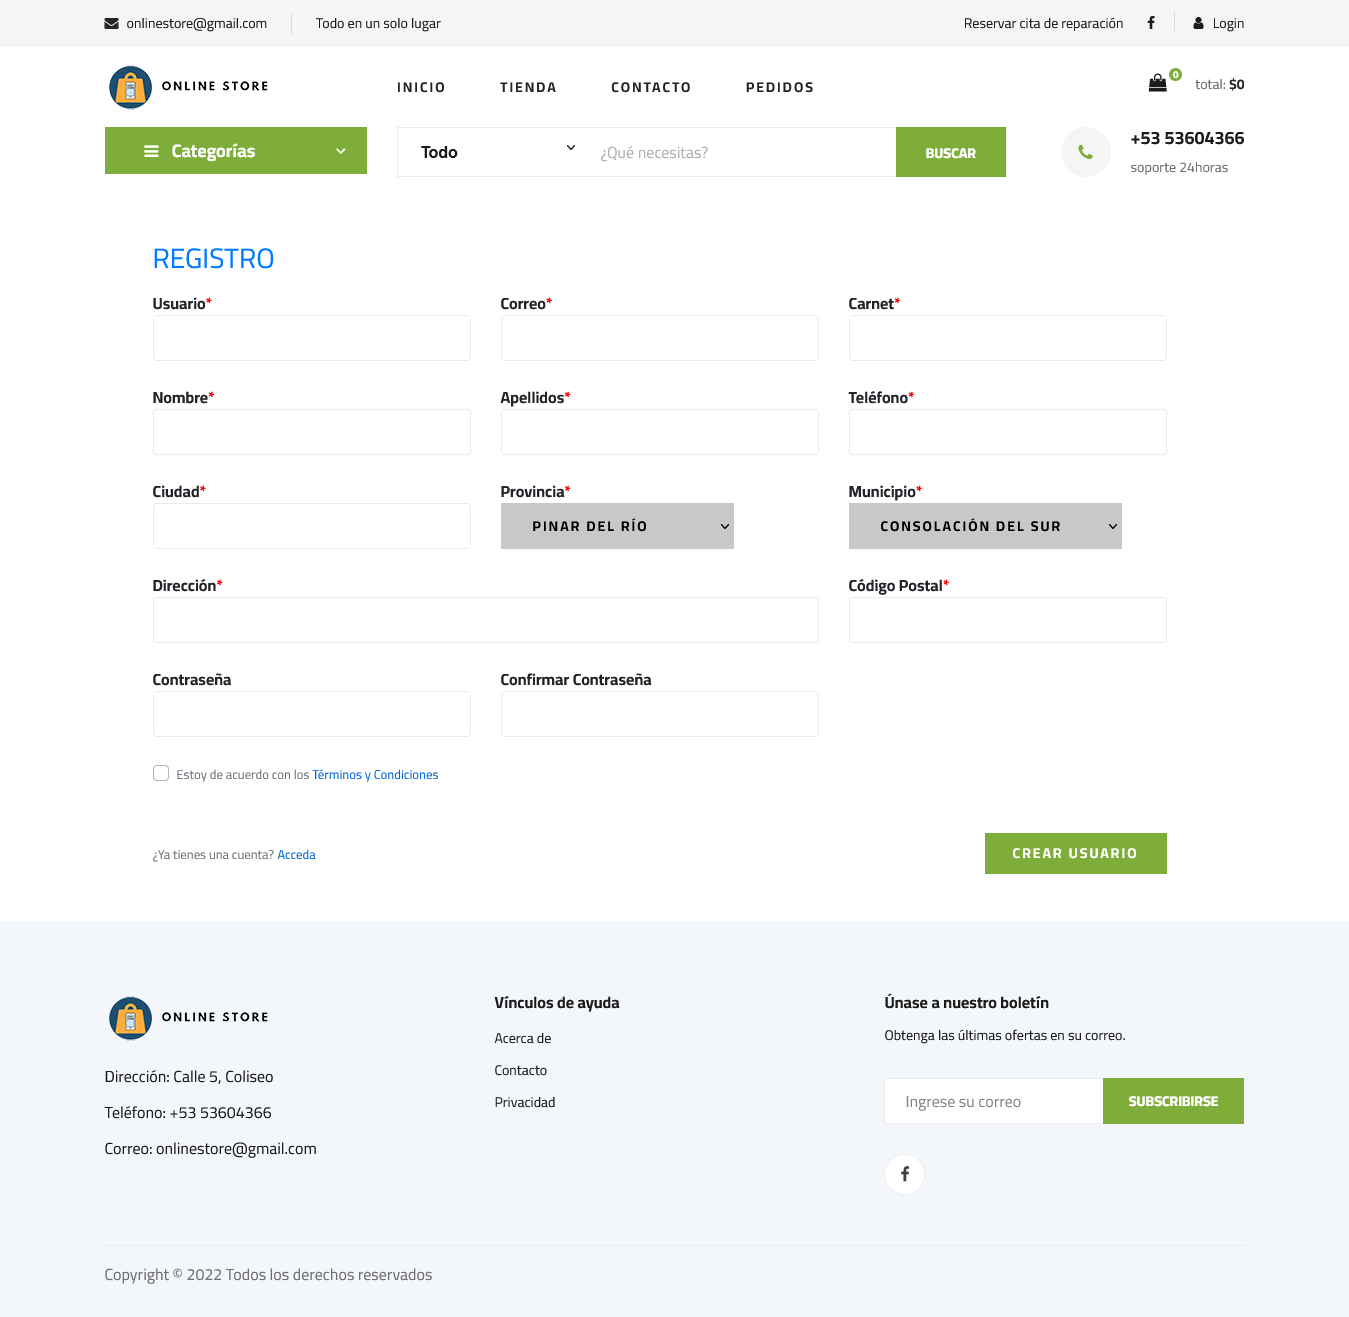 onlinestore@gmail.com
Todo en un solo lugar
Reservar cita de reparación
Login
ONLINE STORE
INICIO
TIENDA
CONTACTO
PEDIDOS
0
total: $0
Categorías
Todo
¿Qué necesitas?
BUSCAR
+53 53604366
soporte 24horas
REGISTRO
Usuario*
Correo*
Carnet*
Nombre*
Apellidos*
Teléfono*
Ciudad*
Provincia*
Municipio*
PINAR DEL RÍO
CONSOLACIÓN DEL SUR
Dirección*
Código Postal*
Contraseña
Confirmar Contraseña
Estoy de acuerdo con los Términos y Condiciones
¿Ya tienes una cuenta? Acceda
CREAR USUARIO
ONLINE STORE
Dirección: Calle 5, Coliseo
Teléfono: +53 53604366
Correo: onlinestore@gmail.com
Vínculos de ayuda
Acerca de
Contacto
Privacidad
Únase a nuestro boletín
Obtenga las últimas ofertas en su correo.
Ingrese su correo
SUBSCRIBIRSE
Copyright © 2022 Todos los derechos reservados